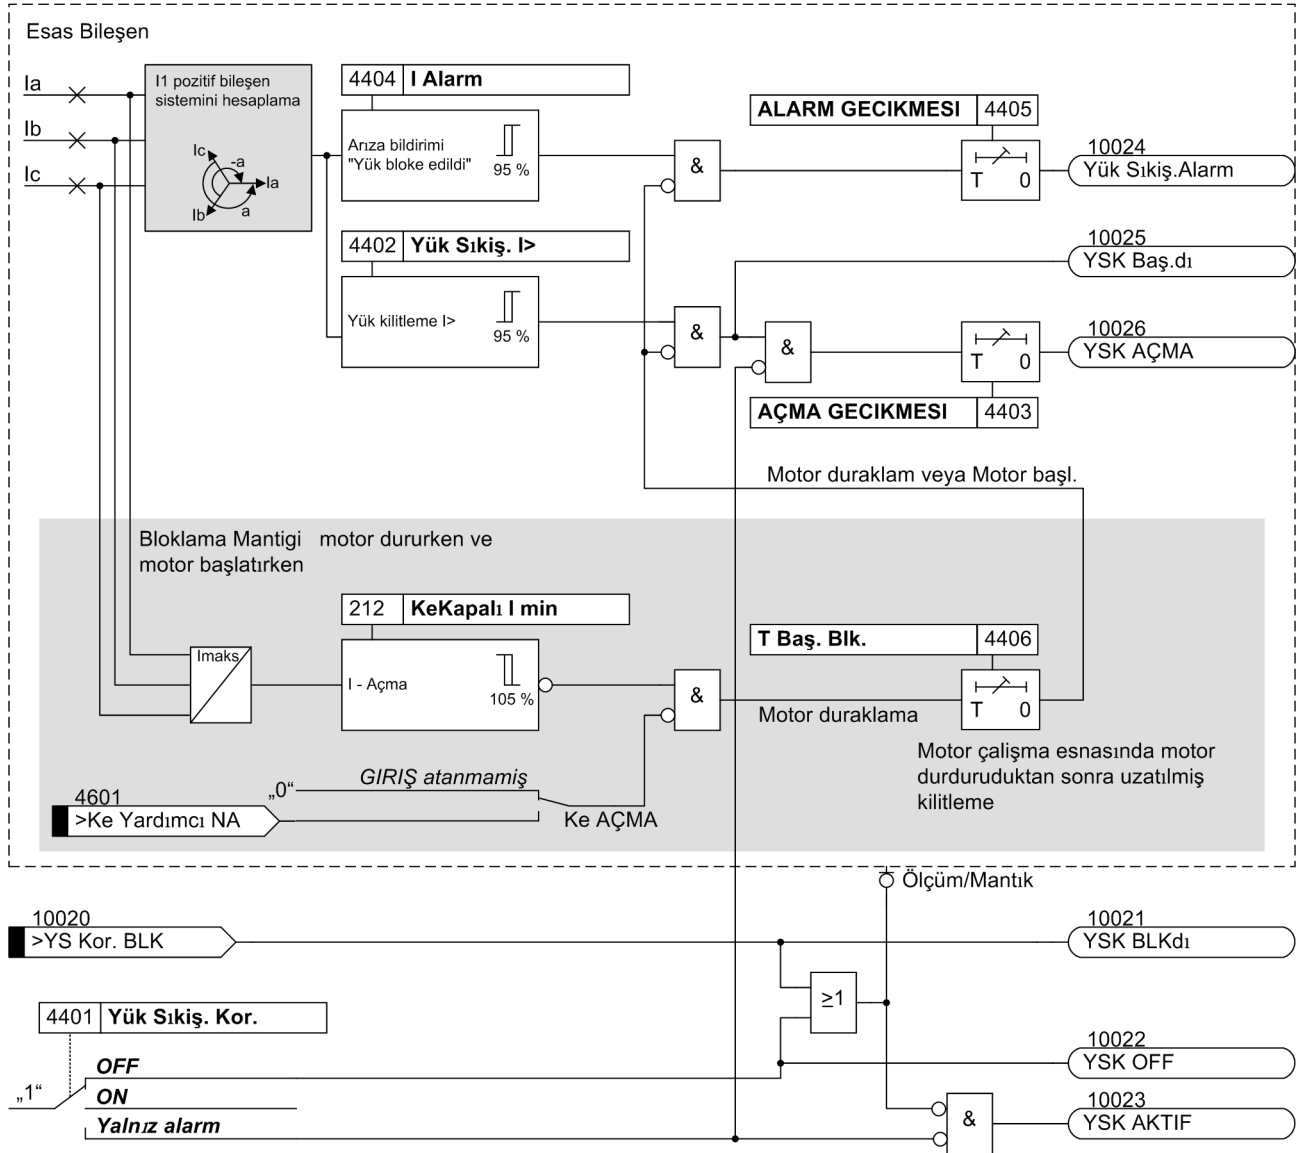 Esas Bileşen
Ia
Ib
Ic
I1 pozitif bileşen
sistemini hesaplama
Ic
-a
Ia
Ib
a
4404 I Alarm
Arıza bildirimi
"Yük bloke edildi"
95 %
4402 Yük Sıkiş. I>
Yük kilitleme I>
95 %
&
&
&
ALARM GECIKMESI 4405
T 0
10024
Yük Sıkiş.Alarm
10025
YSK Baş.dı
T 0
10026
YSK AÇMA
AÇMA GECIKMESI 4403
Motor duraklam veya Motor başl.
Bloklama Mantigi motor dururken ve
motor başlatırken
212 KeKapalı I min
Imaks
I - Açma
105 %
&
T Baş. Blk. 4406
Motor duraklama
T 0
Motor çalişma esnasında motor
durduruduktan sonra uzatılmiş
kilitleme
GIRIŞ atanmamiş
„0“
4601
>Ke Yardımcı NA
Ke AÇMA
Ölçüm/Mantık
10020
>YS Kor. BLK
10021
YSK BLKdı
≥1
4401 Yük Sıkiş. Kor.
OFF
„1“
ON
Yalnız alarm
10022
YSK OFF
10023
YSK AKTIF
&